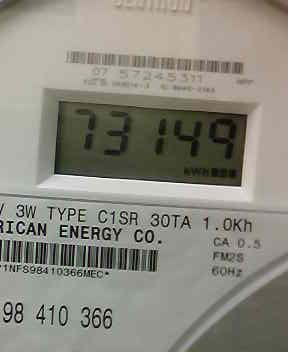 07 57245311
73149
kWh
V 3W TYPE C1SR 30TA 1.0Kh
RICAN ENERGY CO.
CA 0.5
FM2S
60Hz
*1NFS98410366MEC*
98 410 366